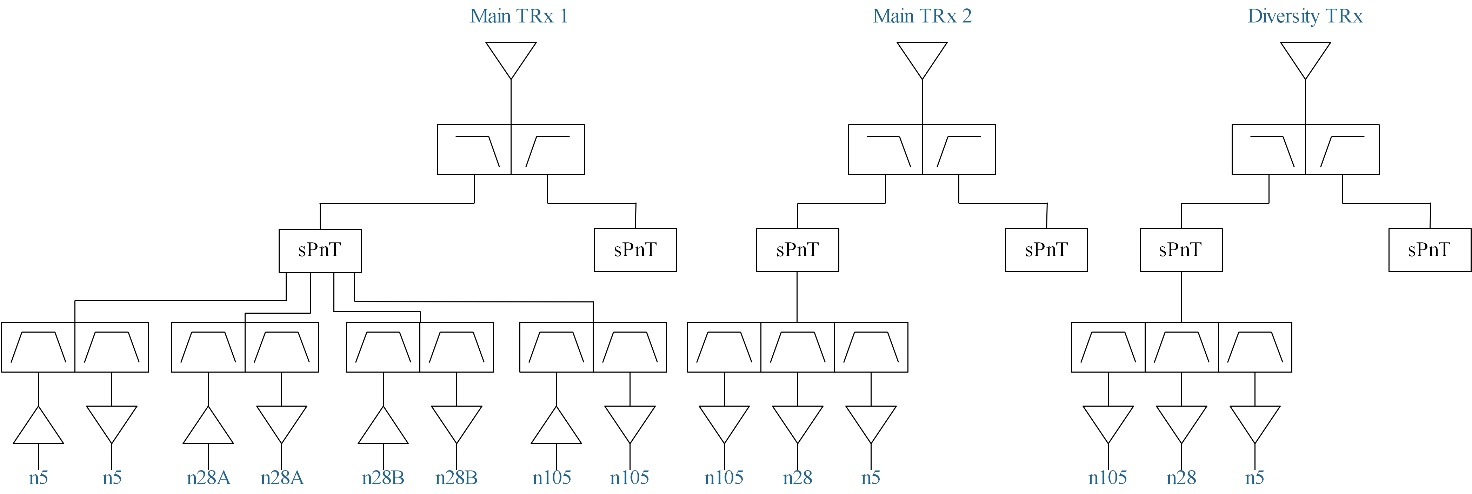 Main TRx 1
Main TRx 2
Diversity TRx
sPnT
sPnT
sPnT
sPnT
sPnT
sPnT
n5
n5
n28A
n28A
n28B
n28B
n105
n105
n105
n28
n5
n105
n28
n5